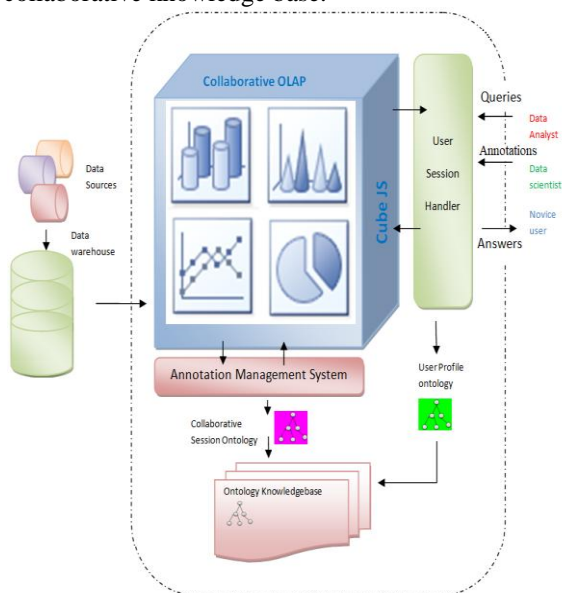 collaborative knowledge base.
Collaborative OLAP
Cube JS
Data
Sources
Data
warehouse
User
Session
Handler
Queries
Data
Analyst
Annotations
Data
scientist
Novice
user
Answers
Annotation Management System
User Profile
ontology
Collaborative
Session Ontology
Ontology Knowledgebase